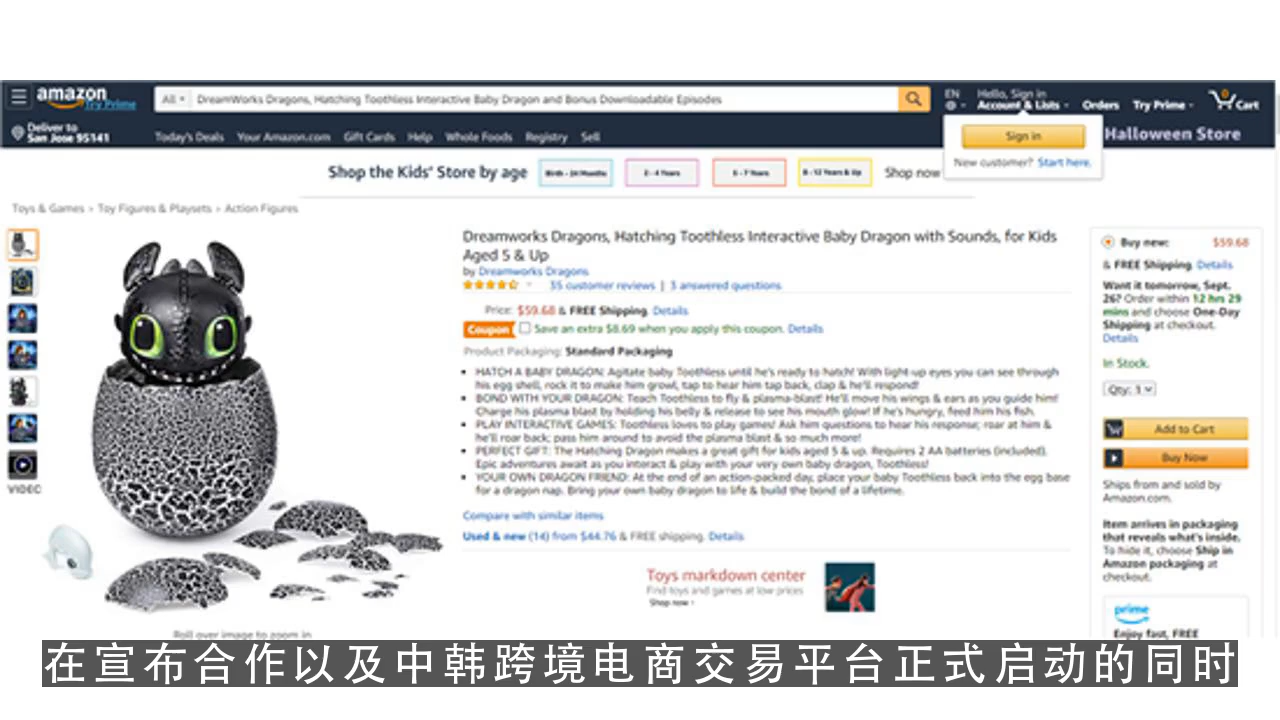 amazon
Try Prime
All
DreamWorks Dragons, Hatching Toothless Interactive Baby Dragon and Bonus Downloadable Episodes
EN
Hello, Sign in
Account & Lists
Orders
Try Prime
0
Cart
Deliver to
San Jose 95141
Today's Deals
Your Amazon.com
Gift Cards
Help
Whole Foods
Registry
Sell
Halloween Store
Sign in
New customer? Start here.
Shop the Kids' Store by age
Birth - 24 Months
2 - 4 Years
5 - 7 Years
8 - 12 Years & Up
Shop now
Toys & Games › Toy Figures & Playsets › Action Figures
VIDEO
Roll over image to zoom in
Dreamworks Dragons, Hatching Toothless Interactive Baby Dragon with Sounds, for Kids
Aged 5 & Up
by Dreamworks Dragons
35 customer reviews | 3 answered questions
Price: $59.68 & FREE Shipping. Details
Coupon Save an extra $8.69 when you apply this coupon. Details
Product Packaging: Standard Packaging
• HATCH A BABY DRAGON: Agitate baby Toothless until he's ready to hatch! With light-up eyes you can see through
his egg shell, rock it to make him growl, tap to hear him tap back, clap & he'll respond!
• BOND WITH YOUR DRAGON: Teach Toothless to fly & plasma-blast! He'll move his wings & ears as you guide him!
Charge his plasma blast by holding his belly & release to see his mouth glow! If he's hungry, feed him his fish.
• PLAY INTERACTIVE GAMES: Toothless loves to play games! Ask him questions to hear his response; roar at him &
he'll roar back; pass him around to avoid the plasma blast & so much more!
• PERFECT GIFT: The Hatching Dragon makes a great gift for kids aged 5 & up. Requires 2 AA batteries (included).
Epic adventures await as you interact & play with your very own baby dragon, Toothless!
• YOUR OWN DRAGON FRIEND: At the end of an action-packed day, place your baby Toothless back into the egg base
for a dragon nap. Bring your own baby dragon to life & build the bond of a lifetime.
Compare with similar items
Used & new (14) from $44.76 & FREE shipping. Details
Toys markdown center
Find toys and games at low prices
Shop now ›
Buy new: $59.68
& FREE Shipping. Details
Want it tomorrow, Sept.
26? Order within 12 hrs 29
mins and choose One-Day
Shipping at checkout.
Details
In Stock.
Qty: 1
Add to Cart
Buy Now
Ships from and sold by
Amazon.com.
Item arrives in packaging
that reveals what's inside.
To hide it, choose Ship in
Amazon packaging at
checkout.
prime
Enjoy fast, FREE
在宣布合作以及中韩跨境电商交易平台正式启动的同时